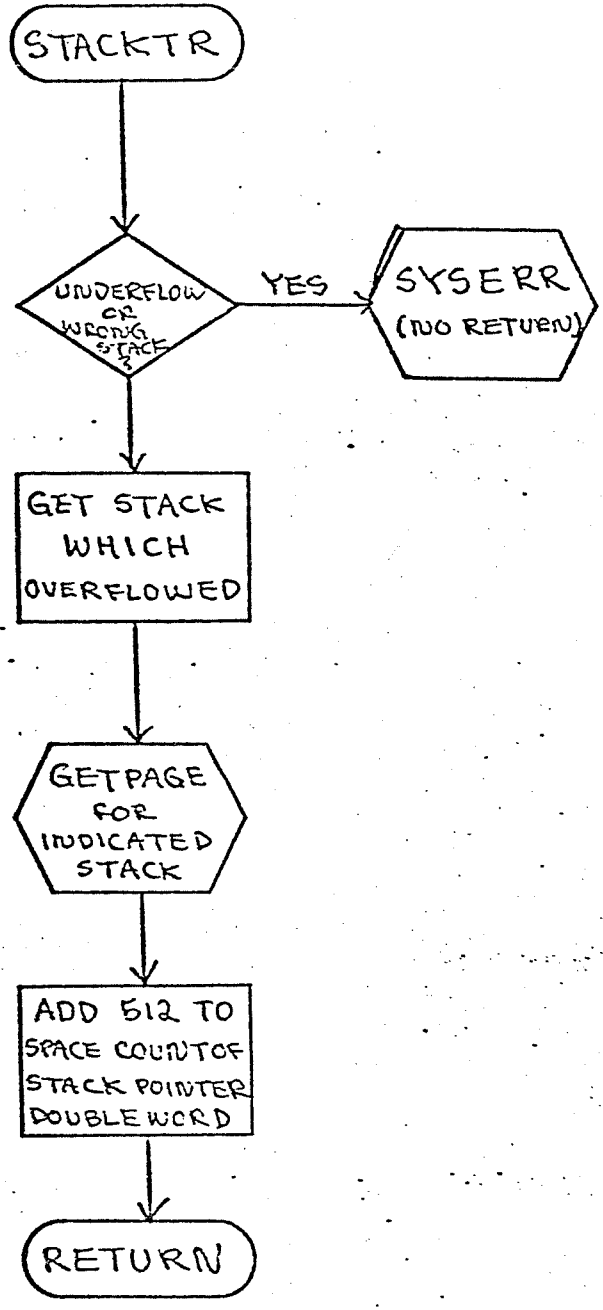 STACKTR
UNDERFLOW
OR
WRONG
STACK
?
YES
SYSERR
(NO RETURN)
GET STACK
WHICH
OVERFLOWED
GETPAGE
FOR
INDICATED
STACK
ADD 512 TO
SPACE COUNT OF
STACK POINTER
DOUBLEWORD
RETURN